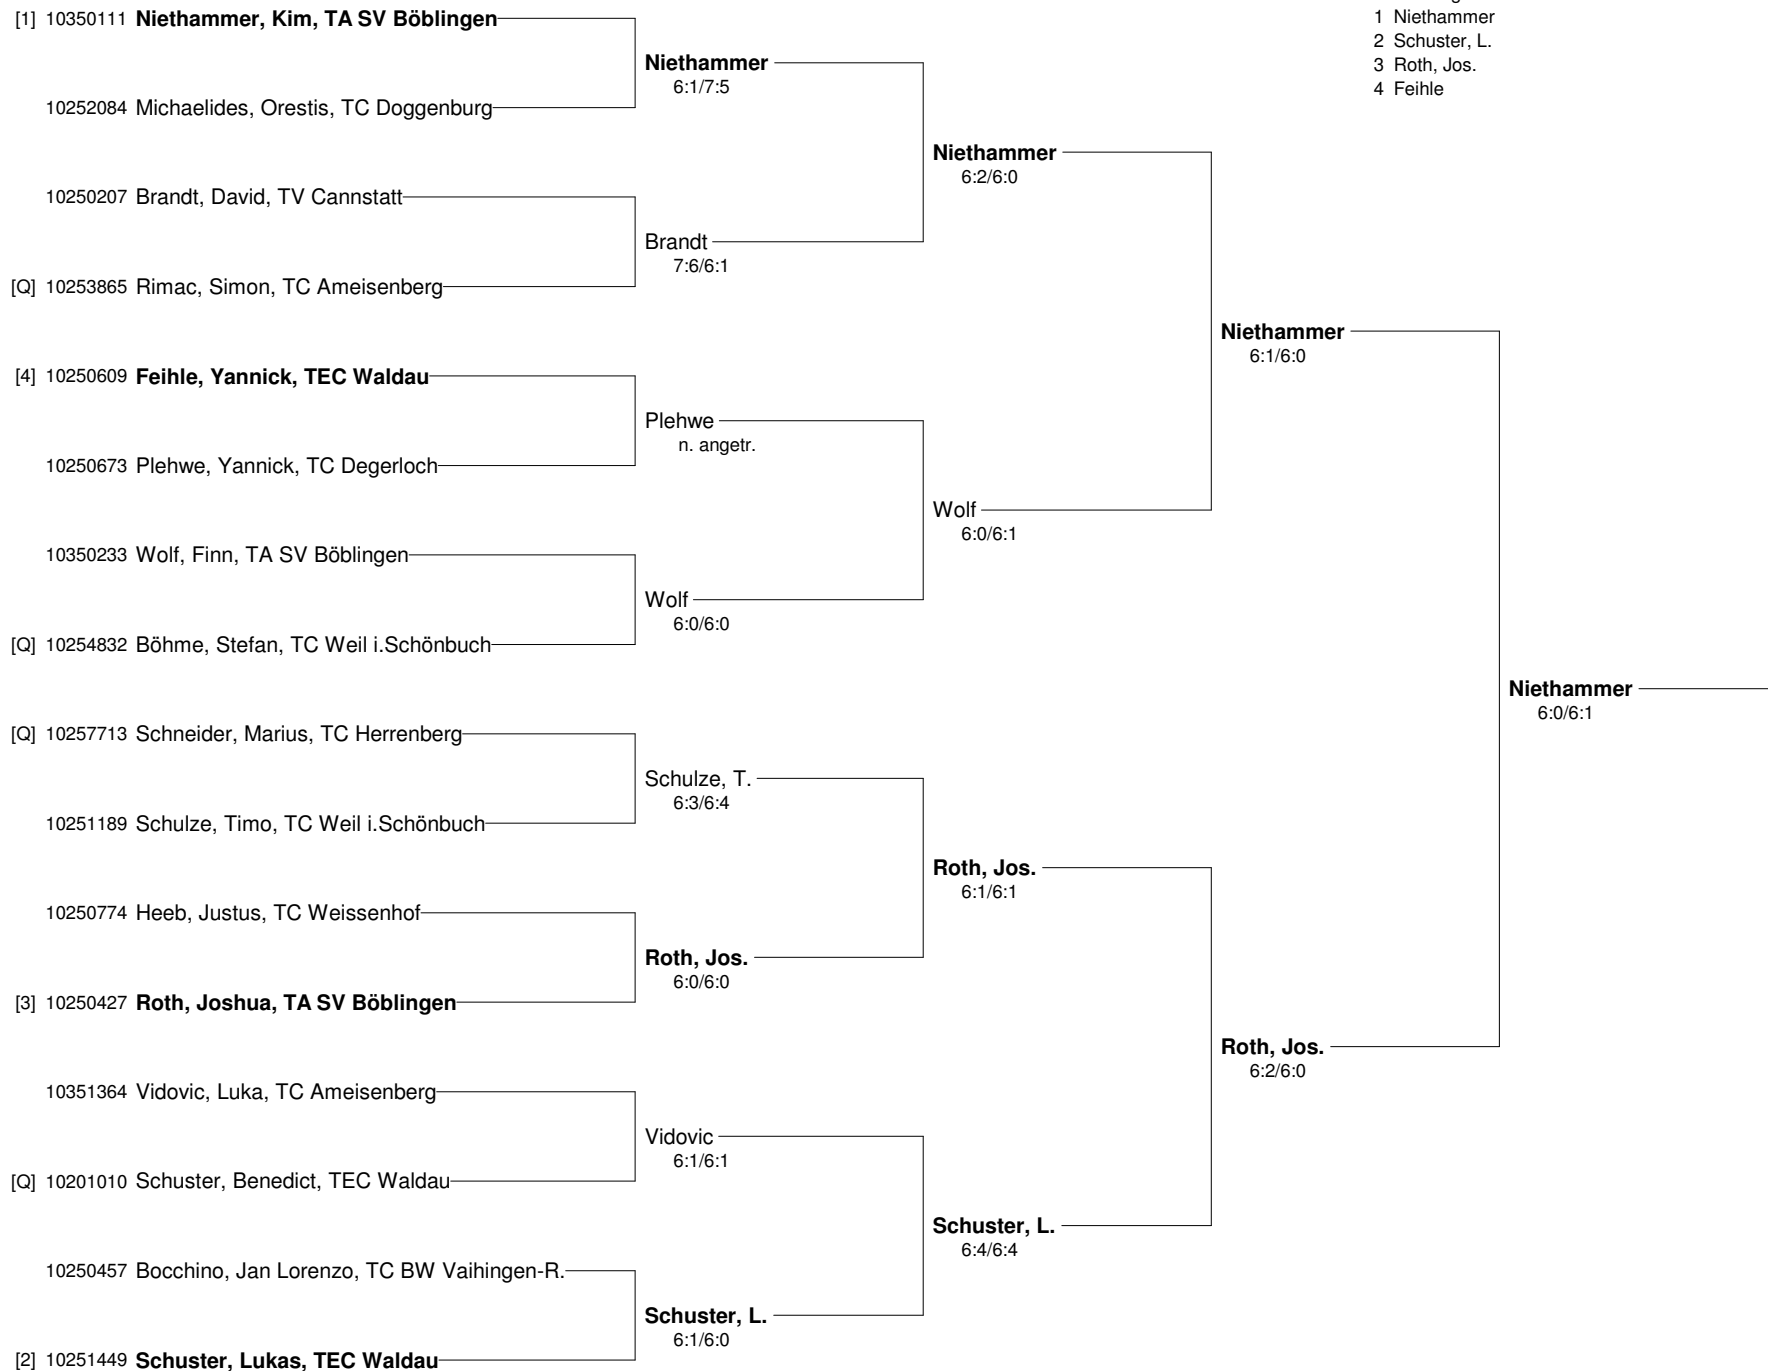 1 Niethammer
2 Schuster, L.
3 Roth, Jos.
4 Feihle
[1] 10350111 Niethammer, Kim, TA SV Böblingen
Niethammer
6:1/7:5
10252084 Michaelides, Orestis, TC Doggenburg
Niethammer
6:2/6:0
10250207 Brandt, David, TV Cannstatt
Brandt
7:6/6:1
[Q] 10253865 Rimac, Simon, TC Ameisenberg
Niethammer
6:1/6:0
[4] 10250609 Feihle, Yannick, TEC Waldau
Plehwe
n. angetr.
10250673 Plehwe, Yannick, TC Degerloch
Wolf
6:0/6:1
10350233 Wolf, Finn, TA SV Böblingen
Wolf
6:0/6:0
[Q] 10254832 Böhme, Stefan, TC Weil i.Schönbuch
Niethammer
6:0/6:1
[Q] 10257713 Schneider, Marius, TC Herrenberg
Schulze, T.
6:3/6:4
10251189 Schulze, Timo, TC Weil i.Schönbuch
Roth, Jos.
6:1/6:1
10250774 Heeb, Justus, TC Weissenhof
Roth, Jos.
6:0/6:0
[3] 10250427 Roth, Joshua, TA SV Böblingen
Roth, Jos.
6:2/6:0
10351364 Vidovic, Luka, TC Ameisenberg
Vidovic
6:1/6:1
[Q] 10201010 Schuster, Benedict, TEC Waldau
Schuster, L.
6:4/6:4
10250457 Bocchino, Jan Lorenzo, TC BW Vaihingen-R.
Schuster, L.
6:1/6:0
[2] 10251449 Schuster, Lukas, TEC Waldau